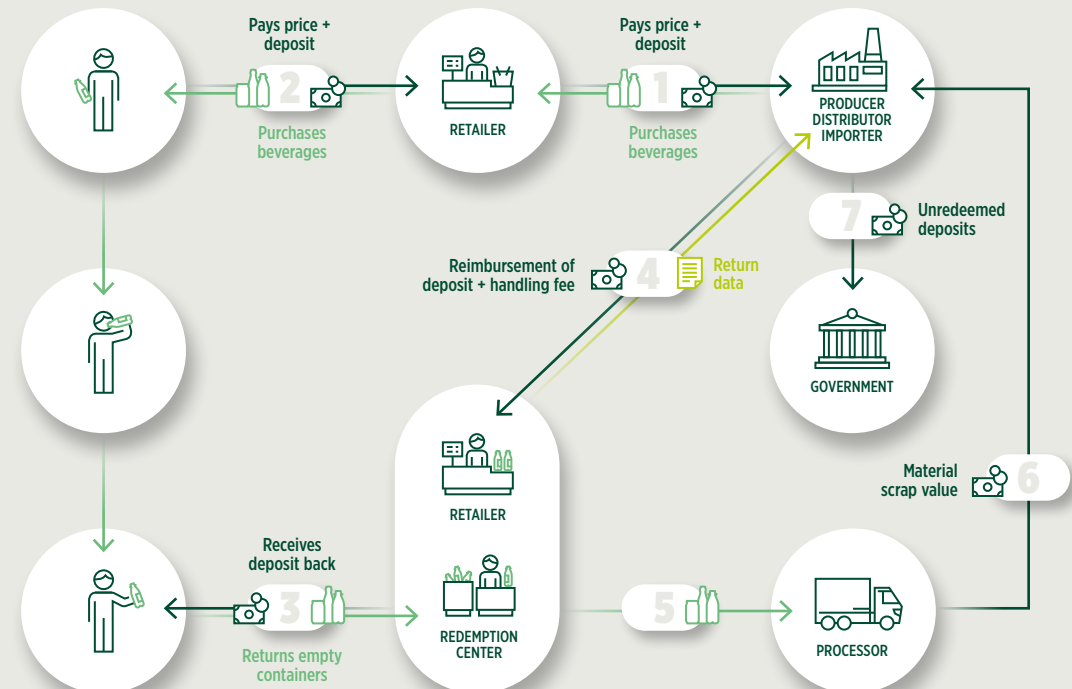 Pays price +
deposit
2
Purchases
beverages
RETAILER
Pays price +
deposit
1
Purchases
beverages
PRODUCER
DISTRIBUTOR
IMPORTER
7
Unredeemed
deposits
Reimbursement of
deposit + handling fee
4
Return
data
GOVERNMENT
Material
scrap value
6
RETAILER
Receives
deposit back
3
Returns empty
containers
REDEMPTION
CENTER
5
PROCESSOR